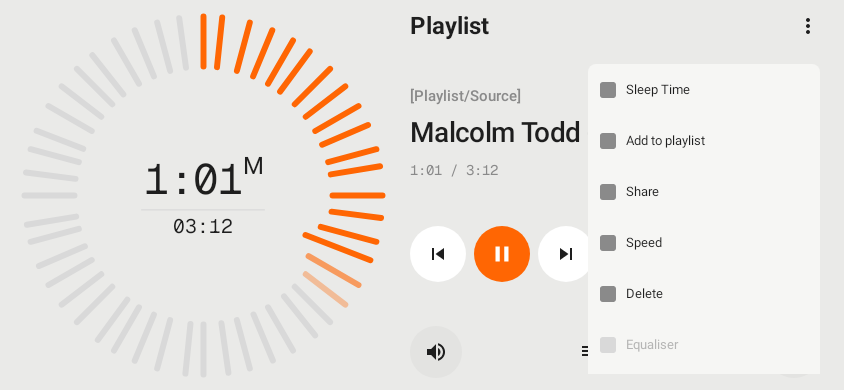 1:01M
03:12
Playlist
[Playlist/Source]
Malcolm Todd
1:01 / 3:12
Sleep Time
Add to playlist
Share
Speed
Delete
Equaliser